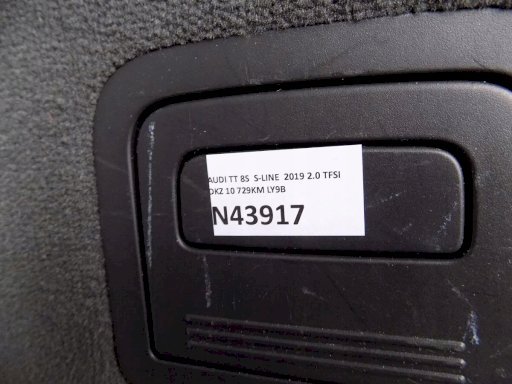 AUDI TT 8S S-LINE 2019 2.0 TFSI
DKZ 10 729KM LY9B
N43917